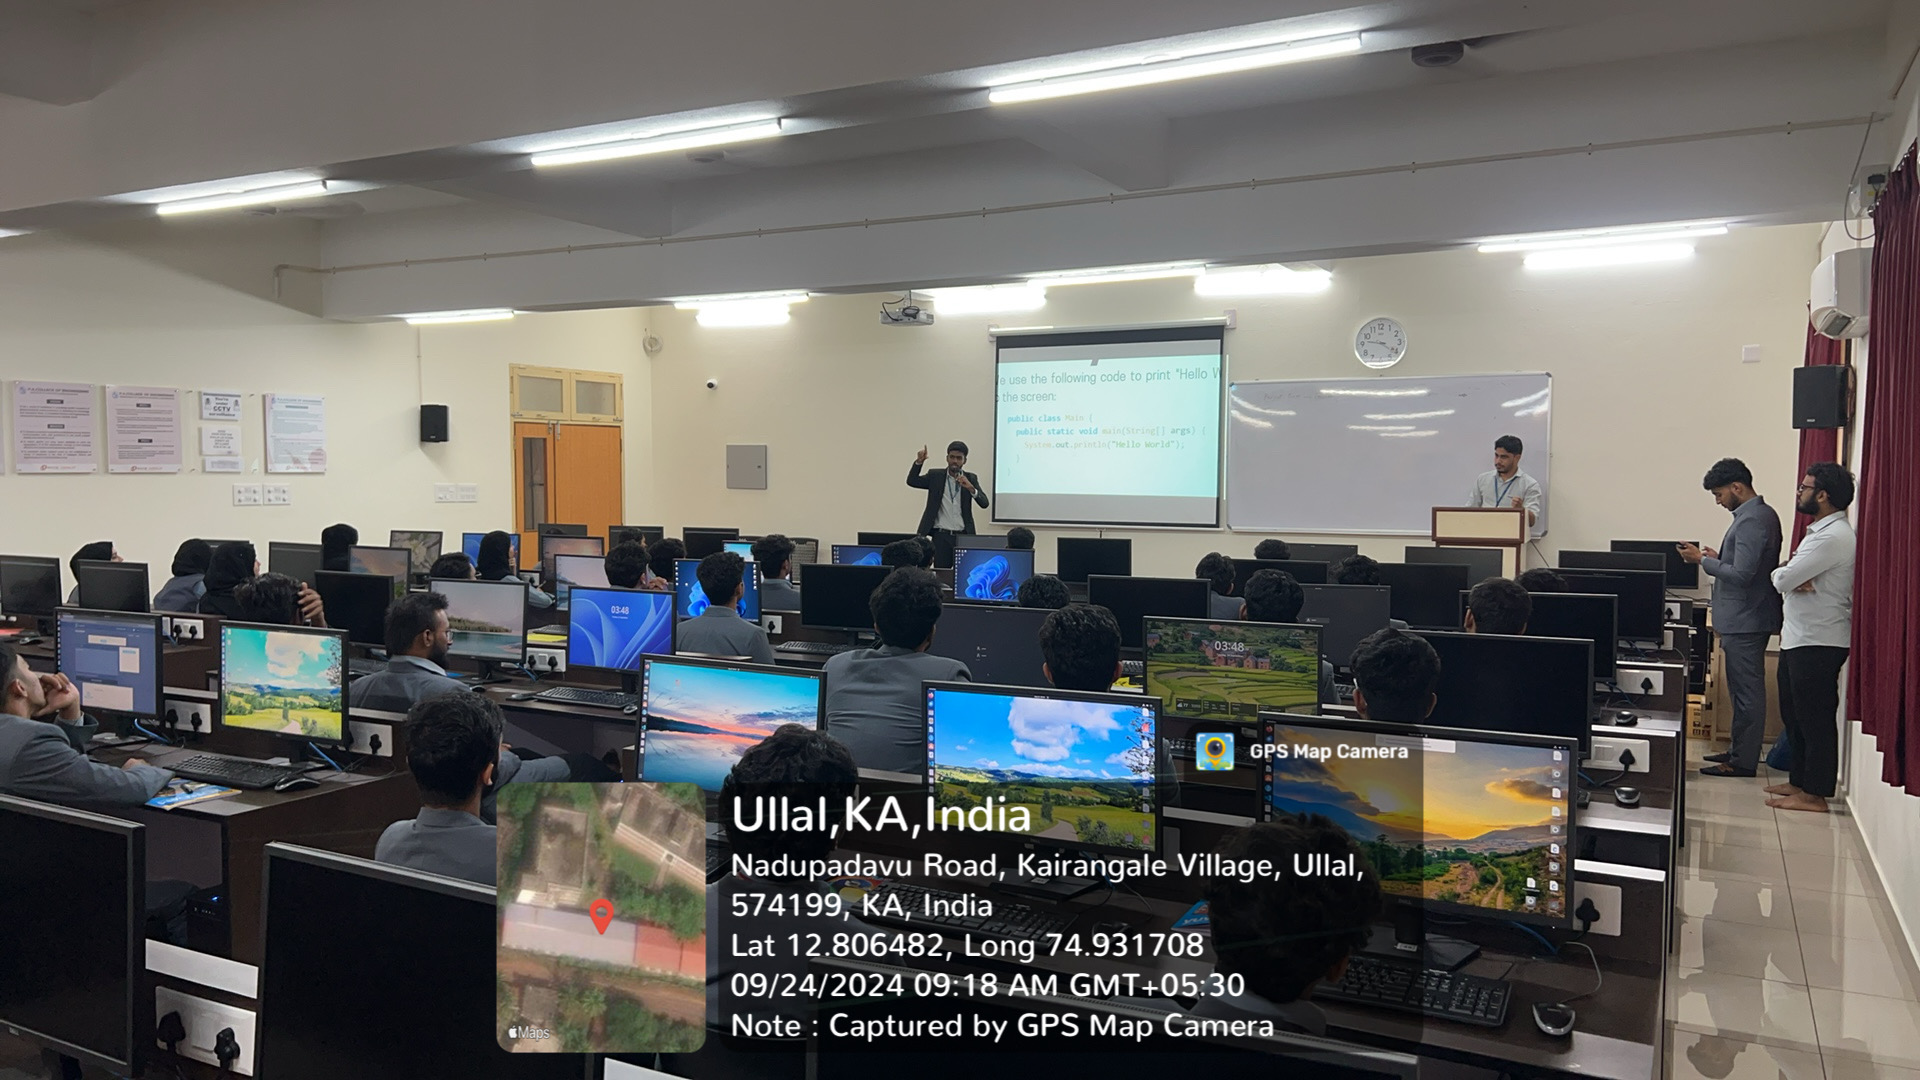 e use the following code to print "Hello W
the screen:
public class Main {
public static void main(String[] args) {
System.out.println("Hello World");
}
CCTV
03:48
03:48
GPS Map Camera
Ullal,KA,India
Nadupadavu Road, Kairangale Village, Ullal,
574199, KA, India
Lat 12.806482, Long 74.931708
09/24/2024 09:18 AM GMT+05:30
Note : Captured by GPS Map Camera
Maps